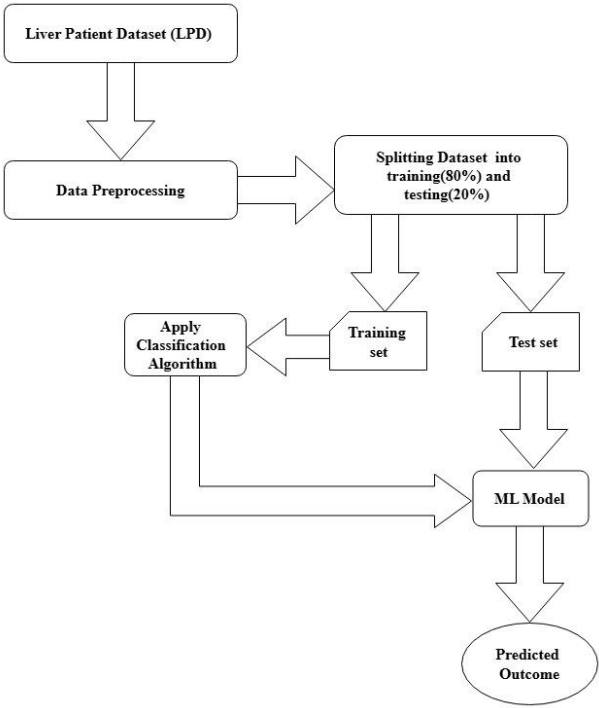 Liver Patient Dataset (LPD)
Data Preprocessing
Splitting Dataset into
training(80%) and
testing(20%)
Apply
Classification
Algorithm
Training
set
Test set
ML Model
Predicted
Outcome